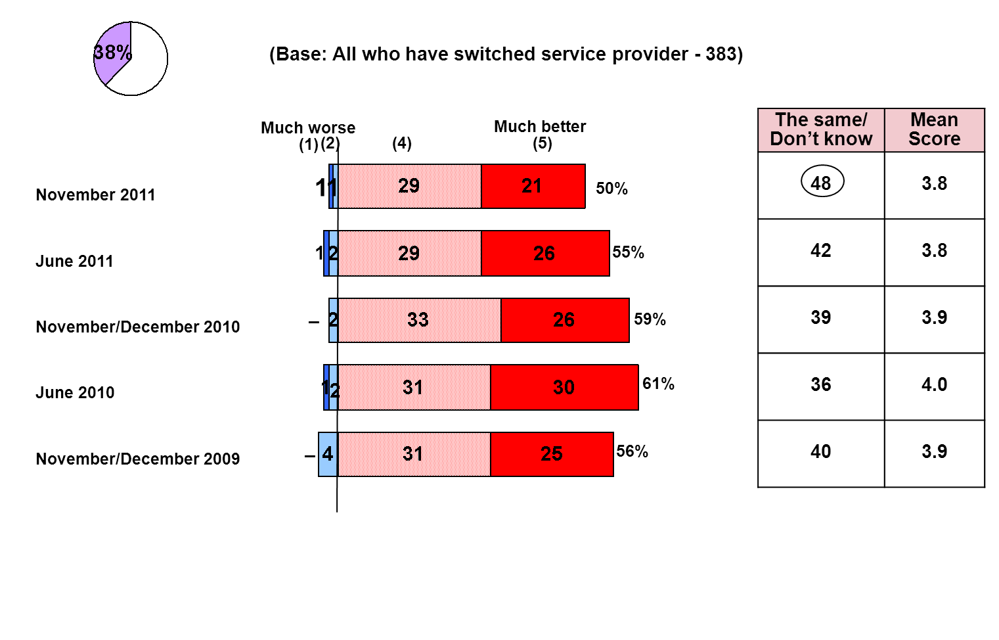 38%
(Base: All who have switched service provider - 383)
Much worse
(1) (2)
(4)
Much better
(5)
The same/
Don’t know
Mean
Score
November 2011
1 1 29 21 50%
48 3.8
June 2011
1 2 29 26 55%
42 3.8
November/December 2010
– 2 33 26 59%
39 3.9
June 2010
1 2 31 30 61%
36 4.0
November/December 2009
– 4 31 25 56%
40 3.9